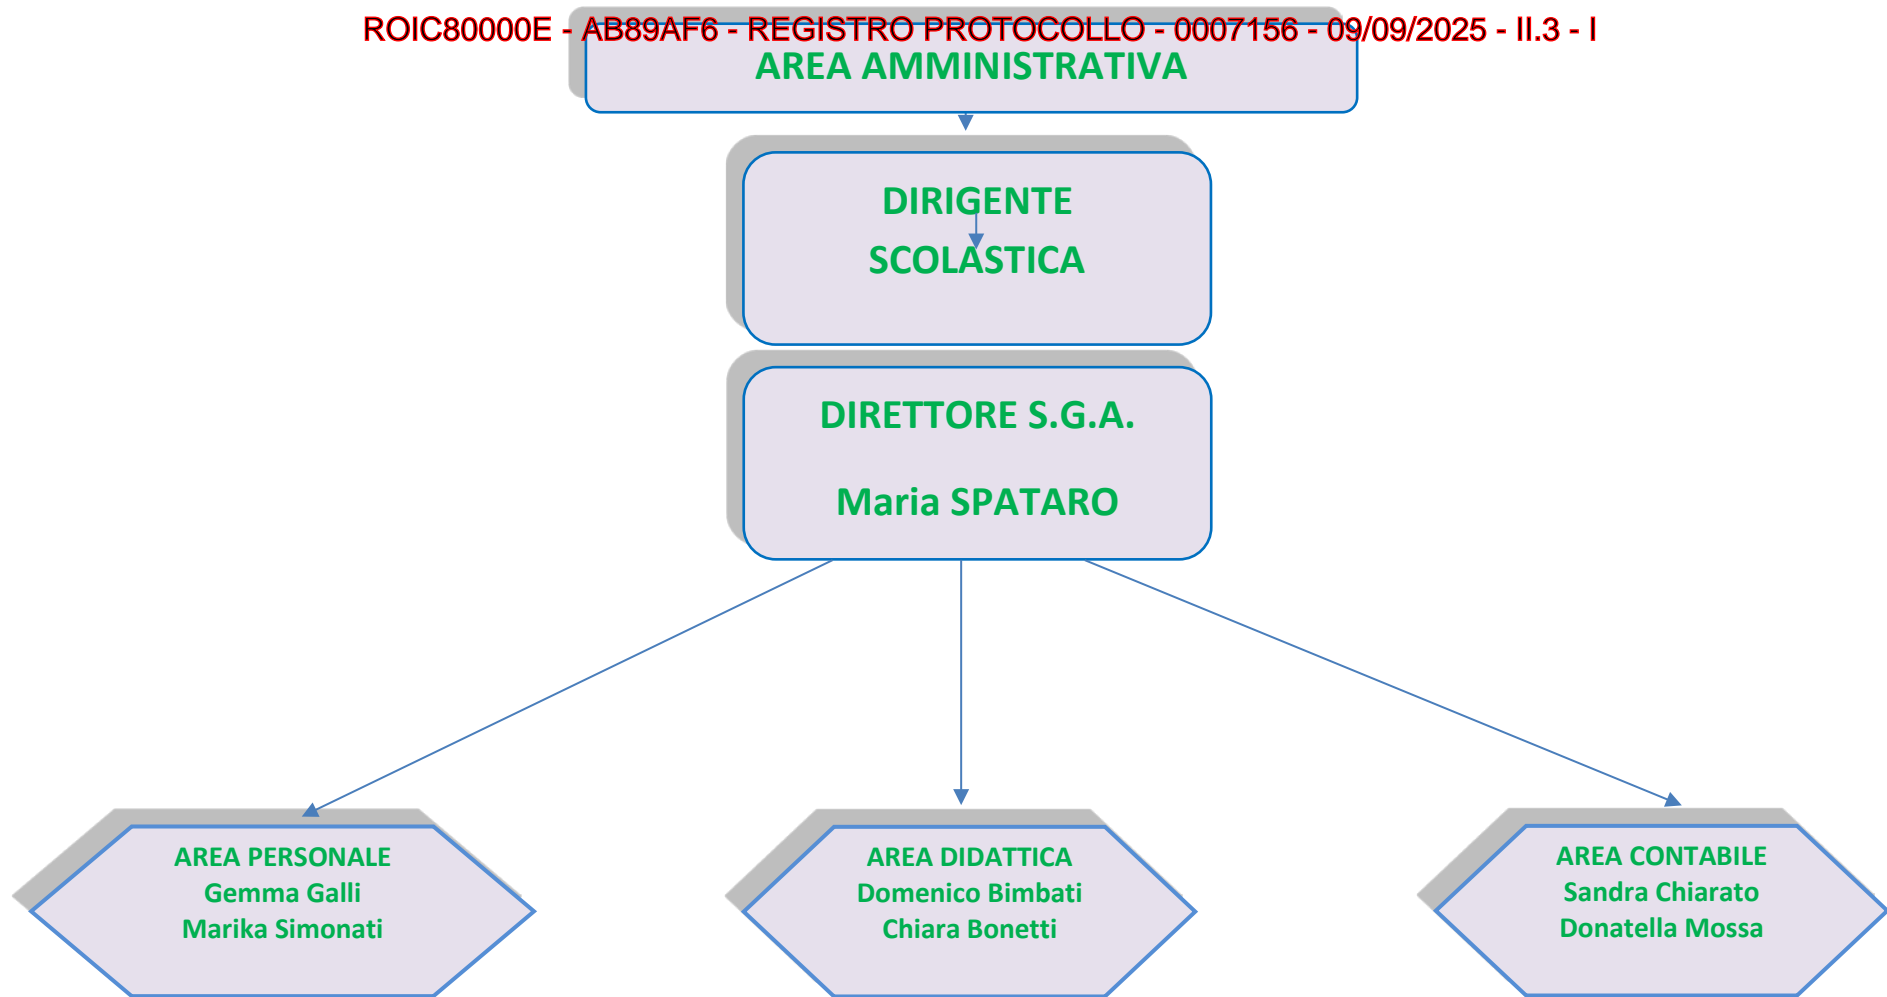 ROIC80000E - AB89AF6 - REGISTRO PROTOCOLLO - 0007156 - 09/09/2025 - II.3 - I
AREA AMMINISTRATIVA
DIRIGENTE
SCOLASTICA
DIRETTORE S.G.A.
Maria SPATARO
AREA PERSONALE
Gemma Galli
Marika Simonati
AREA DIDATTICA
Domenico Bimbati
Chiara Bonetti
AREA CONTABILE
Sandra Chiarato
Donatella Mossa